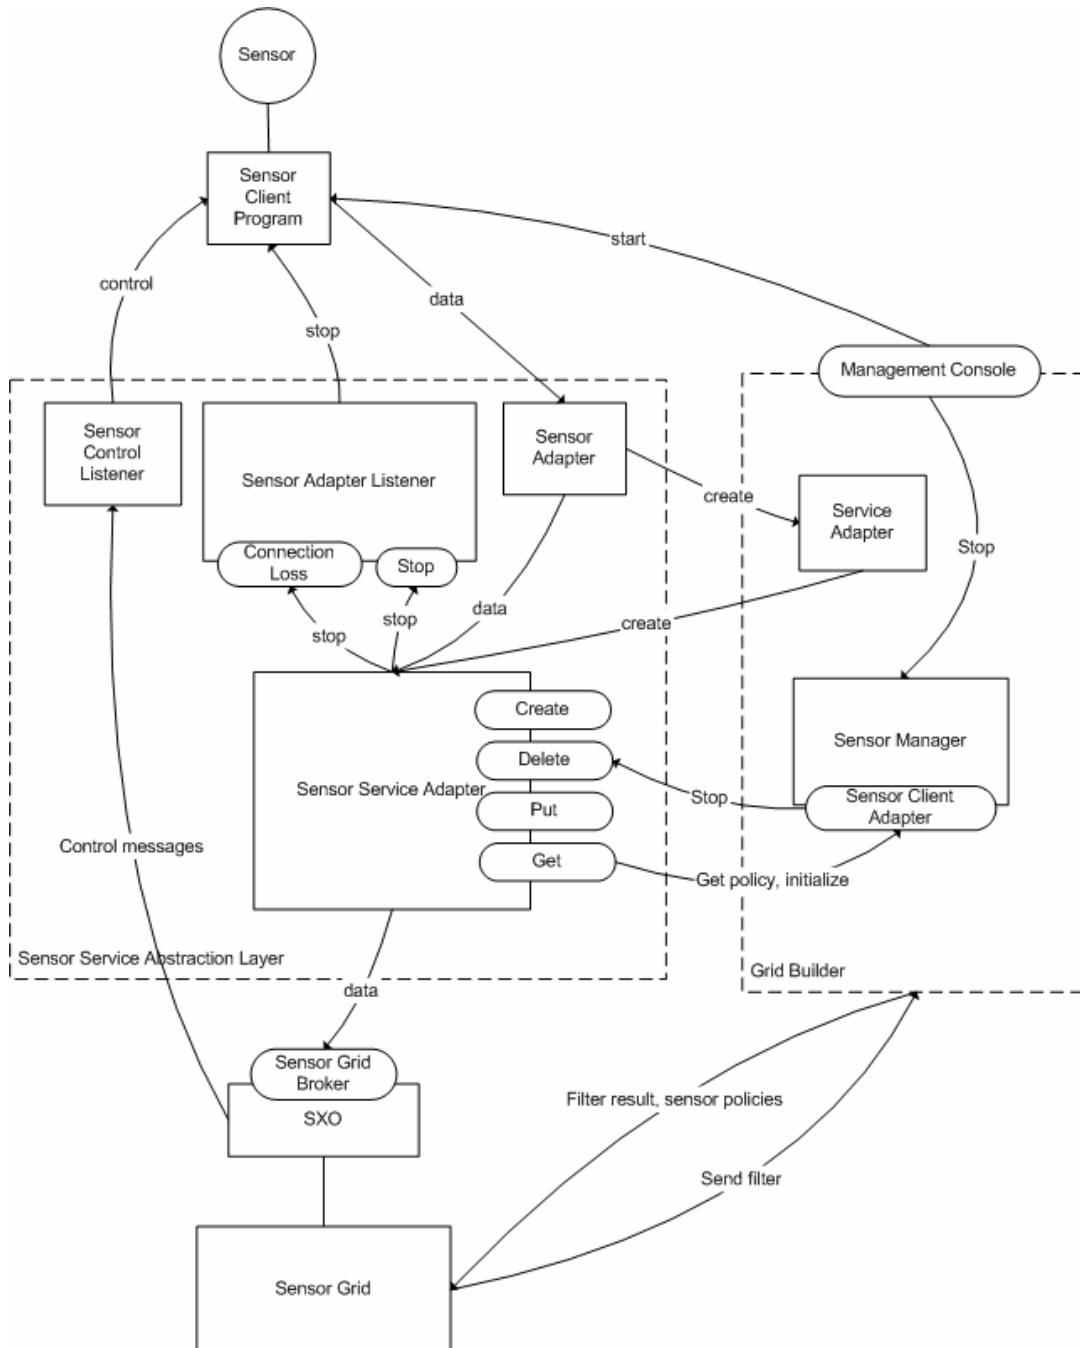 Sensor
Sensor
Client
Program
start
control
data
stop
Management Console
Sensor
Control
Listener
Sensor Adapter Listener
Sensor
Adapter
create
Service
Adapter
Connection
Loss
Stop
Stop
data
stop
stop
create
Create
Delete
Sensor Service Adapter
Put
Get
Sensor Manager
Sensor Client
Adapter
Stop
Control messages
Get policy, initialize
Sensor Service Abstraction Layer
Grid Builder
data
Sensor Grid
Broker
SXO
Filter result, sensor policies
Send filter
Sensor Grid